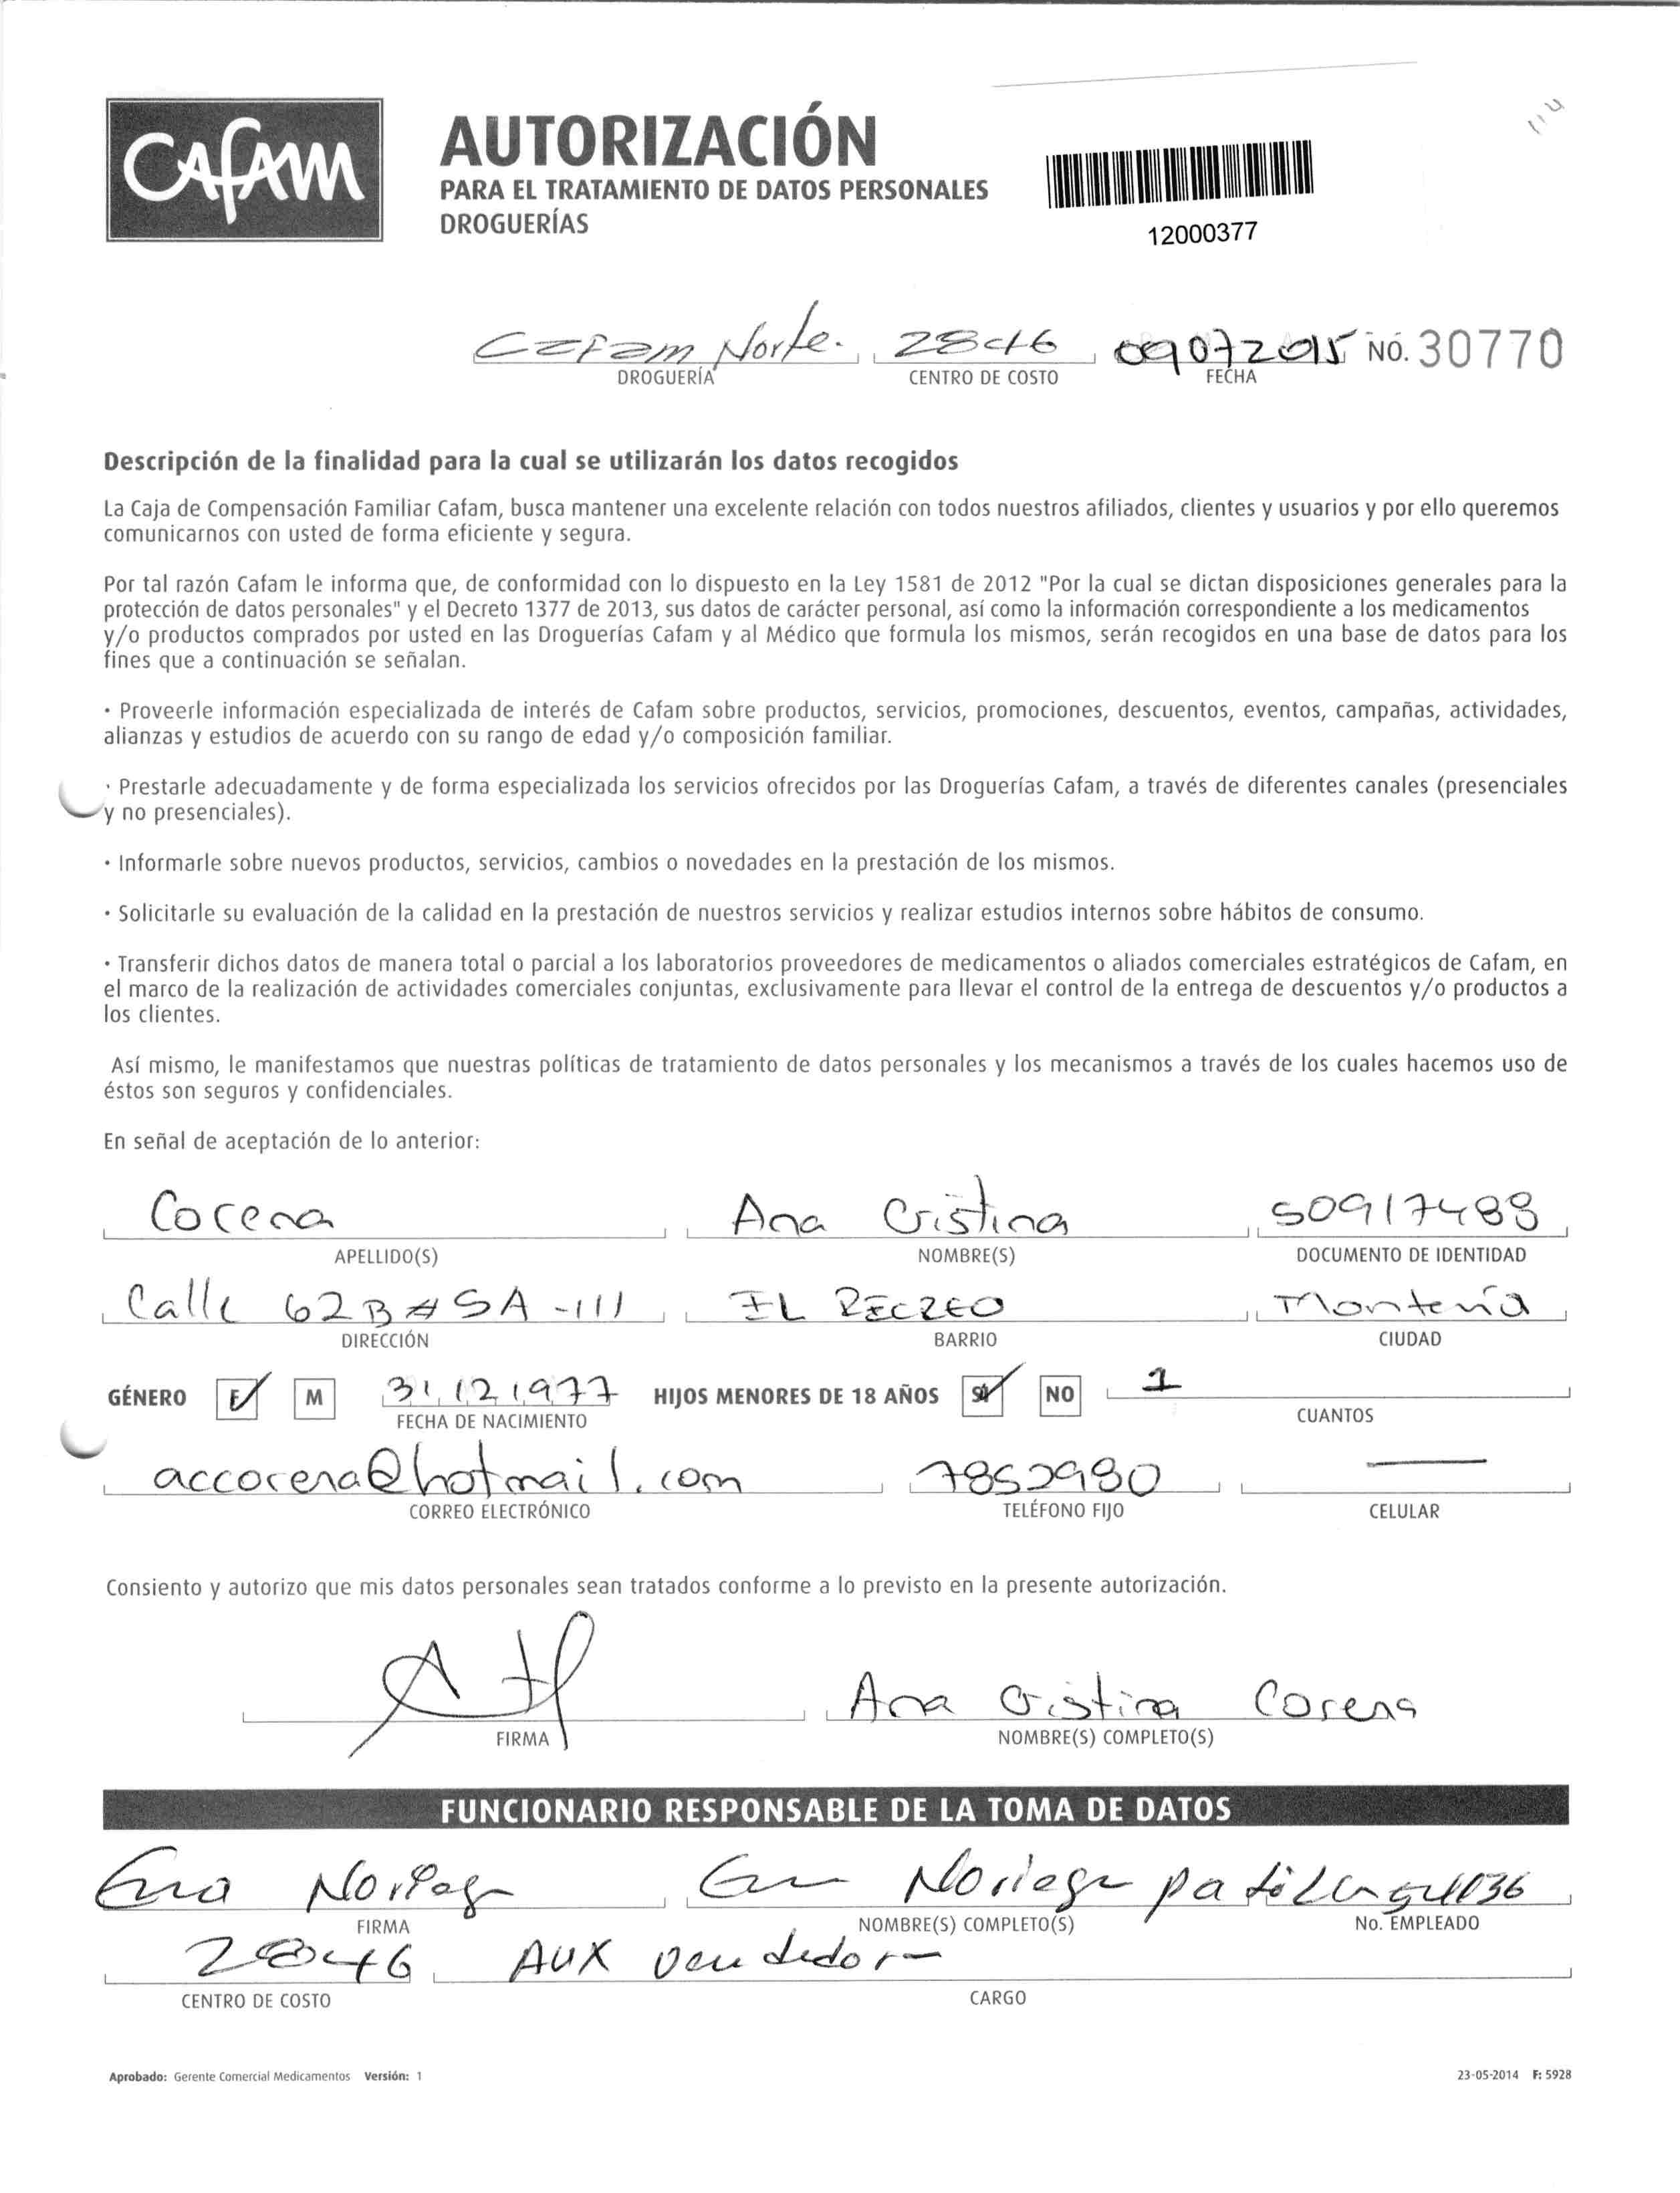 CAFAM
AUTORIZACIÓN
PARA EL TRATAMIENTO DE DATOS PERSONALES
DROGUERÍAS
12000377
Cafam Norte. 2846 09072015 NO. 30770
DROGUERÍA CENTRO DE COSTO FECHA
Descripción de la finalidad para la cual se utilizarán los datos recogidos
La Caja de Compensación Familiar Cafam, busca mantener una excelente relación con todos nuestros afiliados, clientes y usuarios y por ello queremos
comunicarnos con usted de forma eficiente y segura.
Por tal razón Cafam le informa que, de conformidad con lo dispuesto en la Ley 1581 de 2012 "Por la cual se dictan disposiciones generales para la
protección de datos personales" y el Decreto 1377 de 2013, sus datos de carácter personal, así como la información correspondiente a los medicamentos
y/o productos comprados por usted en las Droguerías Cafam y al Médico que formula los mismos, serán recogidos en una base de datos para los
fines que a continuación se señalan.
· Proveerle información especializada de interés de Cafam sobre productos, servicios, promociones, descuentos, eventos, campañas, actividades,
alianzas y estudios de acuerdo con su rango de edad y/o composición familiar.
· Prestarle adecuadamente y de forma especializada los servicios ofrecidos por las Droguerías Cafam, a través de diferentes canales (presenciales
y no presenciales).
· Informarle sobre nuevos productos, servicios, cambios o novedades en la prestación de los mismos.
· Solicitarle su evaluación de la calidad en la prestación de nuestros servicios y realizar estudios internos sobre hábitos de consumo.
· Transferir dichos datos de manera total o parcial a los laboratorios proveedores de medicamentos o aliados comerciales estratégicos de Cafam, en
el marco de la realización de actividades comerciales conjuntas, exclusivamente para llevar el control de la entrega de descuentos y/o productos a
los clientes.
Así mismo, le manifestamos que nuestras políticas de tratamiento de datos personales y los mecanismos a través de los cuales hacemos uso de
éstos son seguros y confidenciales.
En señal de aceptación de lo anterior:
Corena Ana Cristina 50917488
APELLIDO(S) NOMBRE(S) DOCUMENTO DE IDENTIDAD
Calle 62B # 5A -111 EL RECREO Montería
DIRECCIÓN BARRIO CIUDAD
GÉNERO F M 31 12 1977 HIJOS MENORES DE 18 AÑOS SI NO 1
FECHA DE NACIMIENTO CUANTOS
accorena@hotmail.com 7852980
CORREO ELECTRÓNICO TELÉFONO FIJO CELULAR
Consiento y autorizo que mis datos personales sean tratados conforme a lo previsto en la presente autorización.
Ana Cristina Corena
FIRMA NOMBRE(S) COMPLETO(S)
FUNCIONARIO RESPONSABLE DE LA TOMA DE DATOS
Noriega Noriega
FIRMA NOMBRE(S) COMPLETO(S) No. EMPLEADO
2846 AUX vendedor
CENTRO DE COSTO CARGO
Aprobado: Gerente Comercial Medicamentos Versión: 1 23-05-2014 F: 5928